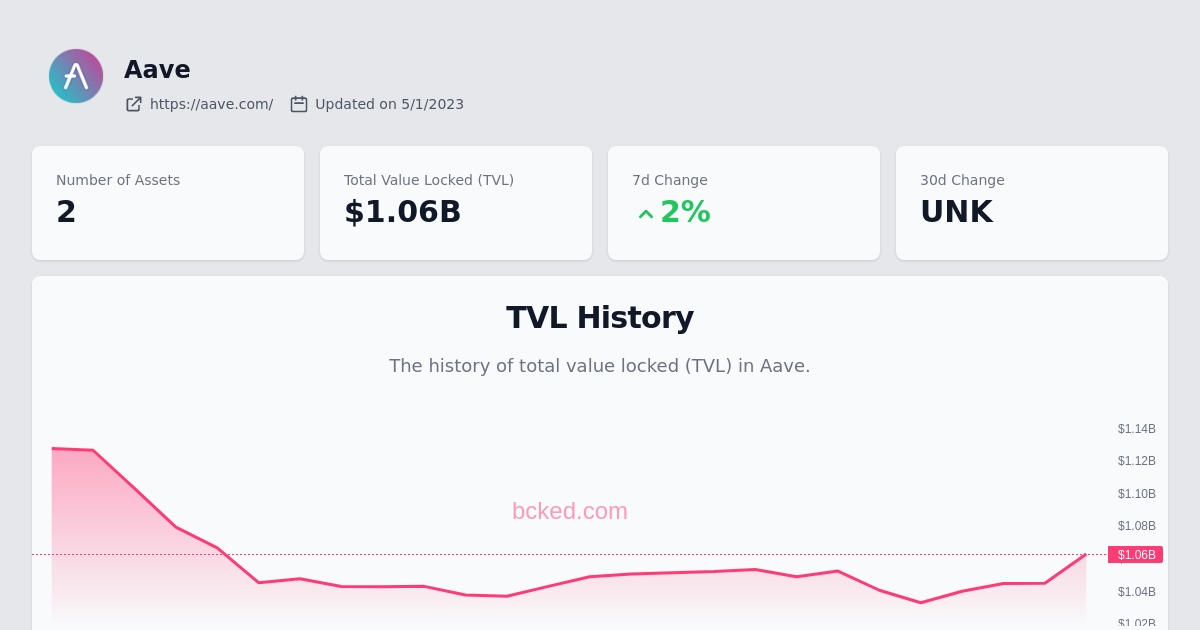 Aave
https://aave.com/ Updated on 5/1/2023
Number of Assets
2
Total Value Locked (TVL)
$1.06B
7d Change
2%
30d Change
UNK
TVL History
The history of total value locked (TVL) in Aave.
bcked.com
$1.14B
$1.12B
$1.10B
$1.08B
$1.06B
$1.04B
$1.02B